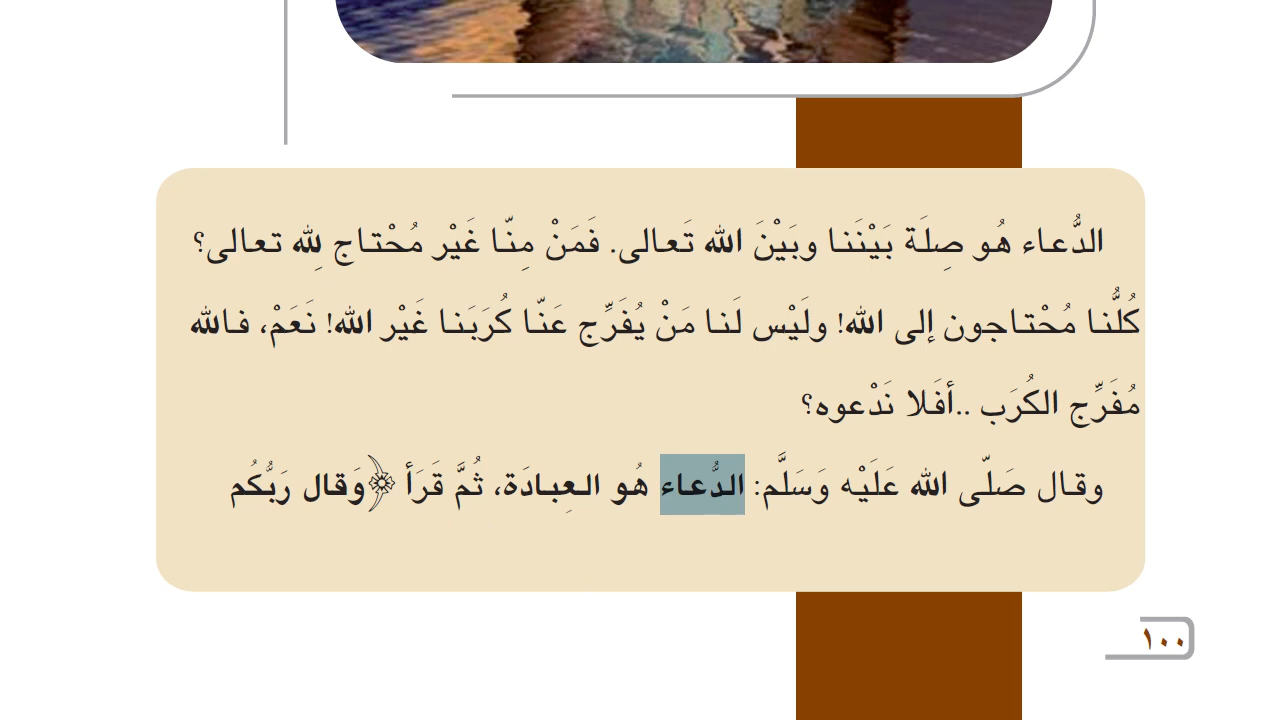 الدُّعاء هُو صِلَة بَيْنَنا وبَيْنَ الله تَعالى. فَمَنْ مِنّا غَيْر مُحْتاج لِله تعالى؟
كُلُّنا مُحْتاجون إلى الله! ولَيْس لَنا مَنْ يُفَرِّج عَنّا كُرَبَنا غَيْر الله! نَعَمْ، فالله
مُفَرِّج الكُرَب ..أفَلا نَدْعوه؟
وقال صَلّى الله عَلَيْه وَسَلَّم: الدُّعاء هُو العِبادَة، ثُمَّ قَرَأ ﴿وَقال رَبُّكُم
١٠٠